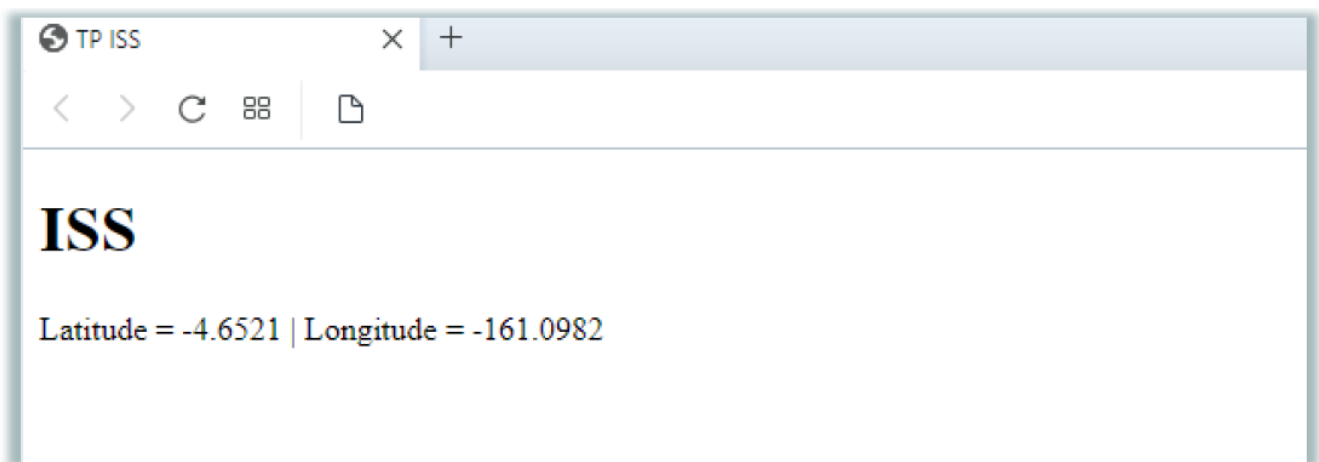 TP ISS
ISS
Latitude = -4.6521 | Longitude = -161.0982